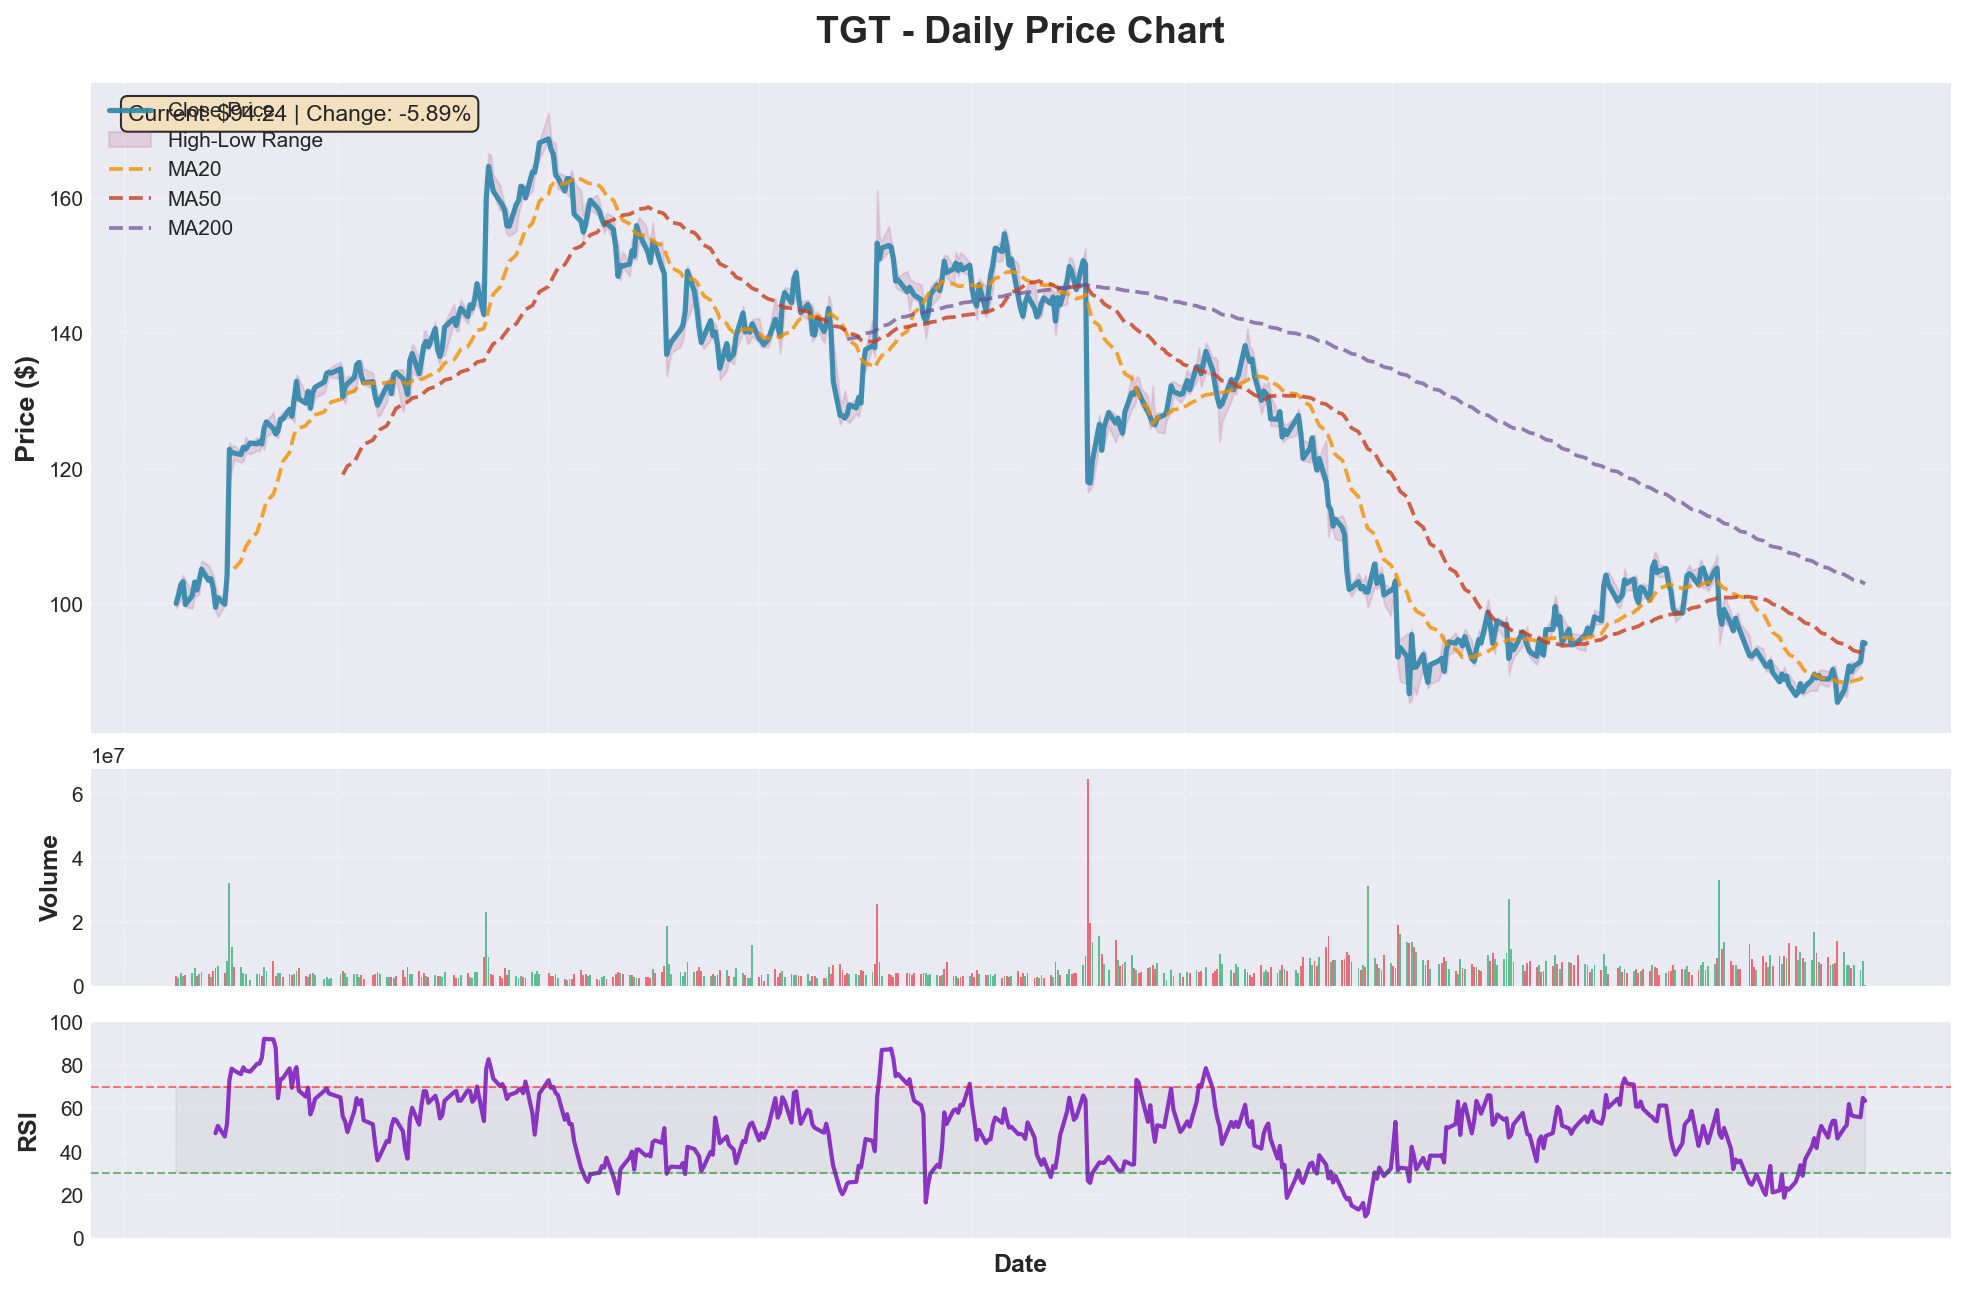 TGT - Daily Price Chart
Current: $94.24 | Change: -5.89%
Close Price
High-Low Range
MA20
MA50
MA200
Price ($)
160
140
120
100
1e7
Volume
6
4
2
0
RSI
100
80
60
40
20
0
Date